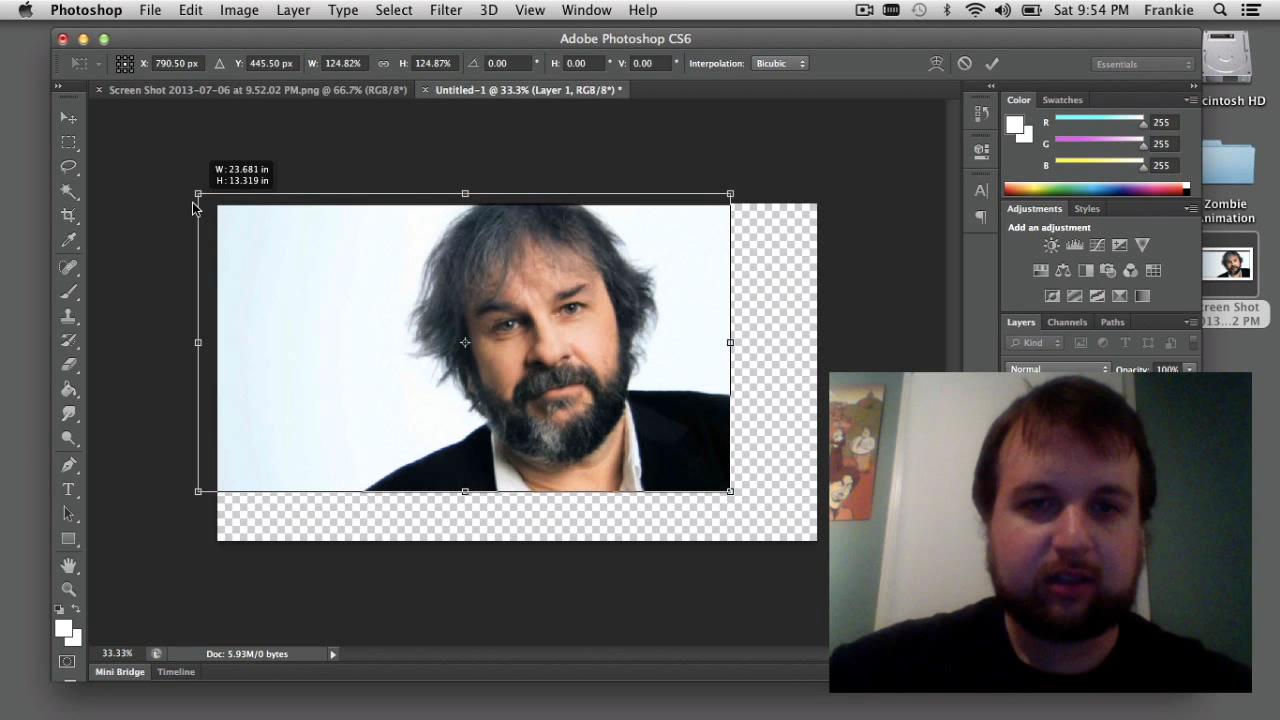 Photoshop File Edit Image Layer Type Select Filter 3D View Window Help Sat 9:54 PM Frankie
Adobe Photoshop CS6
X: 790.50 px Y: 445.50 px W: 124.82% H: 124.87% 0.00 ° H: 0.00 ° V: 0.00 ° Interpolation: Bicubic Essentials
× Screen Shot 2013-07-06 at 9.52.02 PM.png @ 66.7% (RGB/8*) × Untitled-1 @ 33.3% (Layer 1, RGB/8*) *
Color Swatches
cintosh HD
R 255
G 255
B 255
W: 23.681 in
H: 13.319 in
Zombie
Animation
Adjustments Styles
Add an adjustment
creen Shot
013...2 PM
Layers Channels Paths
Kind
Normal Opacity: 100%
33.33% Doc: 5.93M/0 bytes
Mini Bridge Timeline